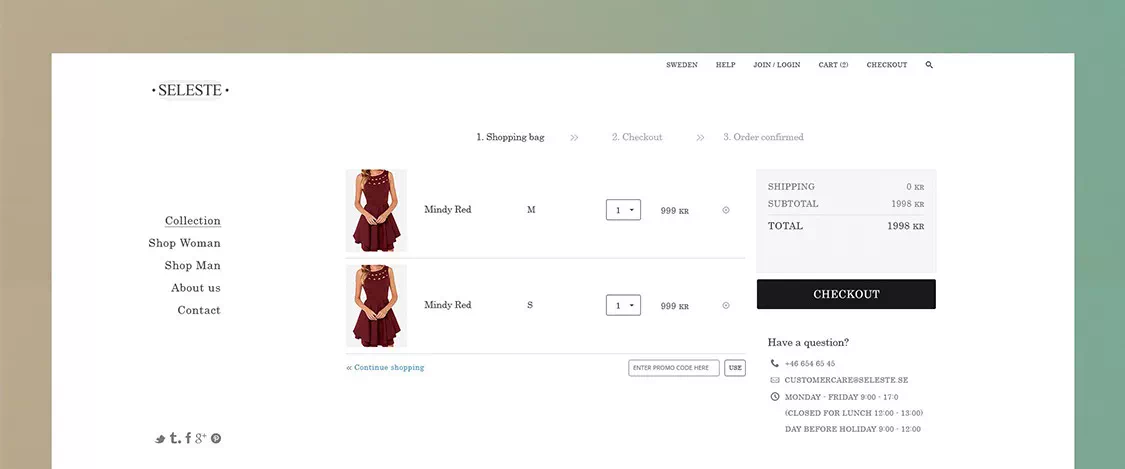 SWEDEN HELP JOIN / LOGIN CART (2) CHECKOUT
• SELESTE •
1. Shopping bag » 2. Checkout » 3. Order confirmed
Collection
Shop Woman
Shop Man
About us
Contact
Mindy Red M 1 999 KR
Mindy Red S 1 999 KR
« Continue shopping
ENTER PROMO CODE HERE USE
SHIPPING 0 KR
SUBTOTAL 1998 KR
TOTAL 1998 KR
CHECKOUT
Have a question?
+46 654 65 45
CUSTOMERCARE@SELESTE.SE
MONDAY - FRIDAY 9:00 - 17:0
(CLOSED FOR LUNCH 12:00 - 13:00)
DAY BEFORE HOLIDAY 9:00 - 12:00